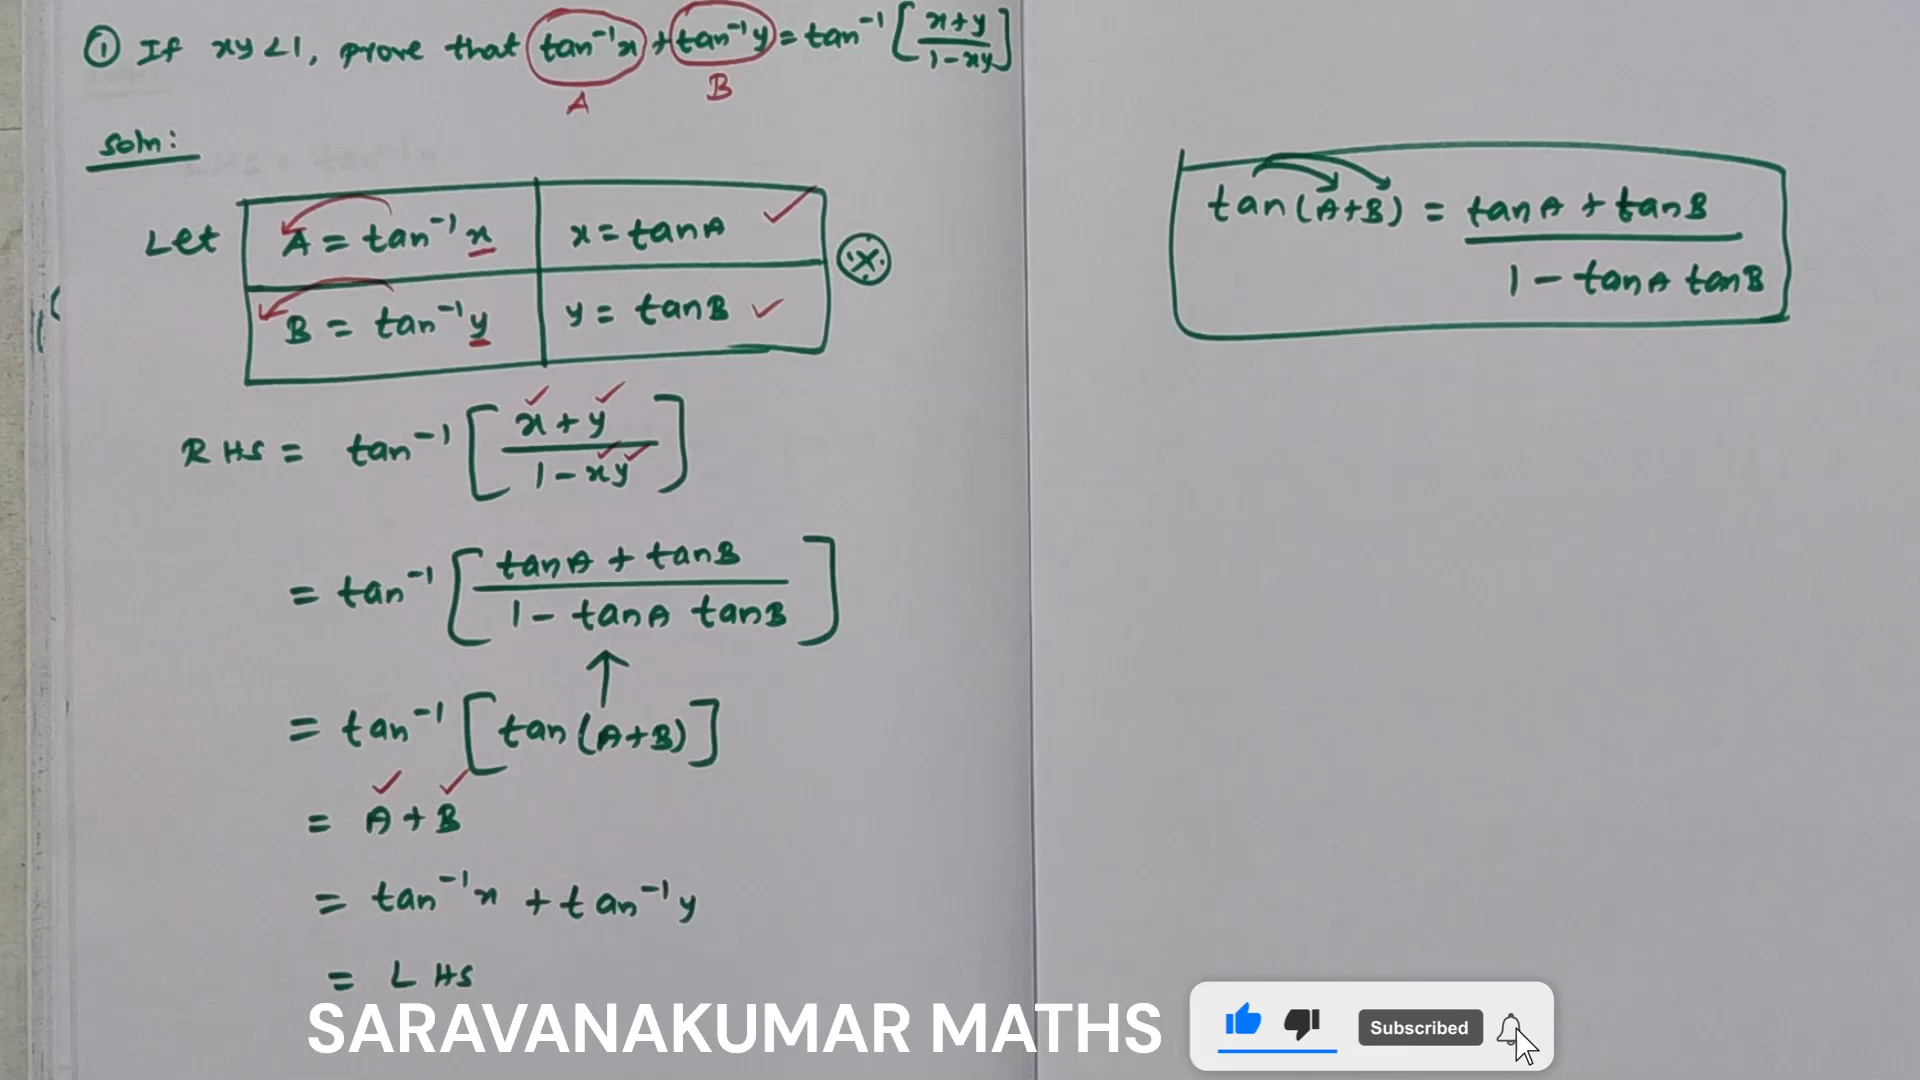 ① If xy<1, prove that tan⁻¹x + tan⁻¹y = tan⁻¹[(x+y)/(1-xy)]
A B
Soln:
Let A = tan⁻¹x x = tanA
B = tan⁻¹y y = tanB
RHS = tan⁻¹[(x+y)/(1-xy)]
= tan⁻¹[(tanA + tanB)/(1 - tanA tanB)]
= tan⁻¹[tan(A+B)]
= A+B
= tan⁻¹x + tan⁻¹y
= LHS
tan(A+B) = (tanA + tanB)/(1 - tanA tanB)
SARAVANAKUMAR MATHS
Subscribed